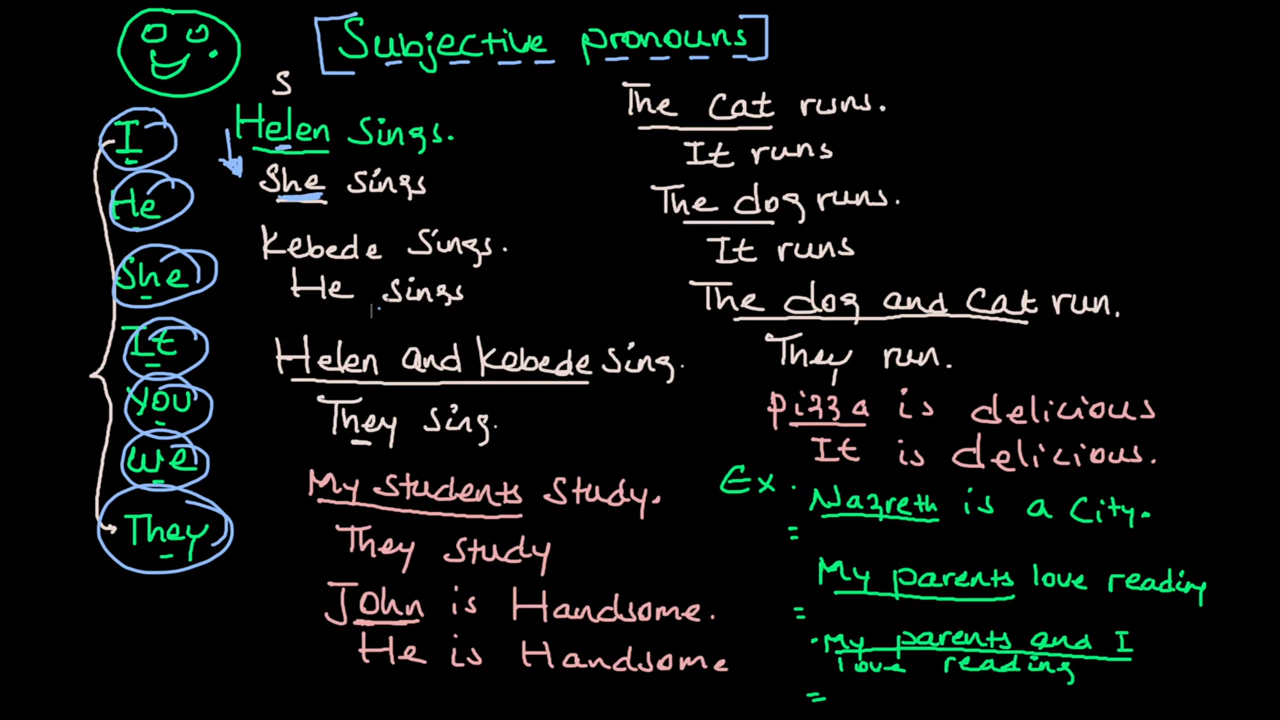 Subjective pronouns
I
He
She
It
You
We
They
S
Helen Sings.
She sings
Kebede Sings.
He sings
Helen and Kebede Sing.
They sing.
My students Study.
They study
John is Handsome.
He is Handsome
The cat runs.
It runs
The dog runs.
It runs
The dog and cat run.
They run.
pizza is delicious
It is delicious.
Ex.
Nazreth is a City.
=
My parents love reading
=
My parents and I
love reading
=